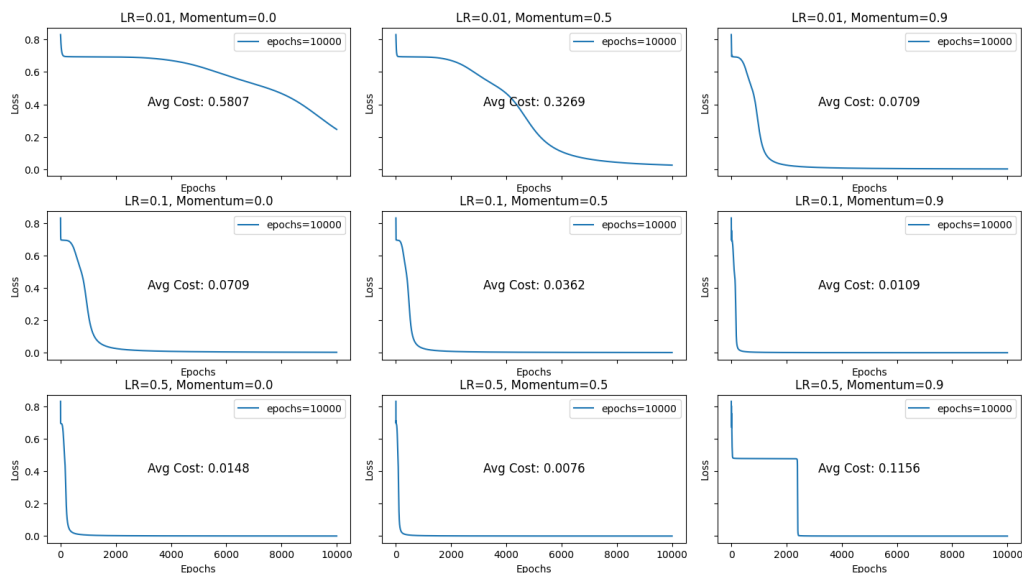 LR=0.01, Momentum=0.0
LR=0.01, Momentum=0.5
LR=0.01, Momentum=0.9
0.8
0.6
0.4
0.2
0.0
Loss
epochs=10000
Avg Cost: 0.5807
Epochs
Loss
epochs=10000
Avg Cost: 0.3269
Epochs
Loss
epochs=10000
Avg Cost: 0.0709
Epochs
LR=0.1, Momentum=0.0
LR=0.1, Momentum=0.5
LR=0.1, Momentum=0.9
0.8
0.6
0.4
0.2
0.0
Loss
epochs=10000
Avg Cost: 0.0709
Epochs
Loss
epochs=10000
Avg Cost: 0.0362
Epochs
Loss
epochs=10000
Avg Cost: 0.0109
Epochs
LR=0.5, Momentum=0.0
LR=0.5, Momentum=0.5
LR=0.5, Momentum=0.9
0.8
0.6
0.4
0.2
0.0
Loss
epochs=10000
Avg Cost: 0.0148
0 2000 4000 6000 8000 10000
Epochs
Loss
epochs=10000
Avg Cost: 0.0076
0 2000 4000 6000 8000 10000
Epochs
Loss
epochs=10000
Avg Cost: 0.1156
0 2000 4000 6000 8000 10000
Epochs